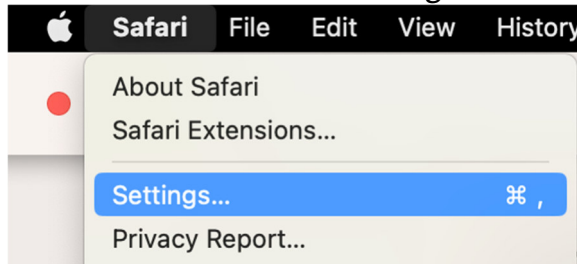 Safari File Edit View History
About Safari
Safari Extensions...
Settings... ⌘ ,
Privacy Report...